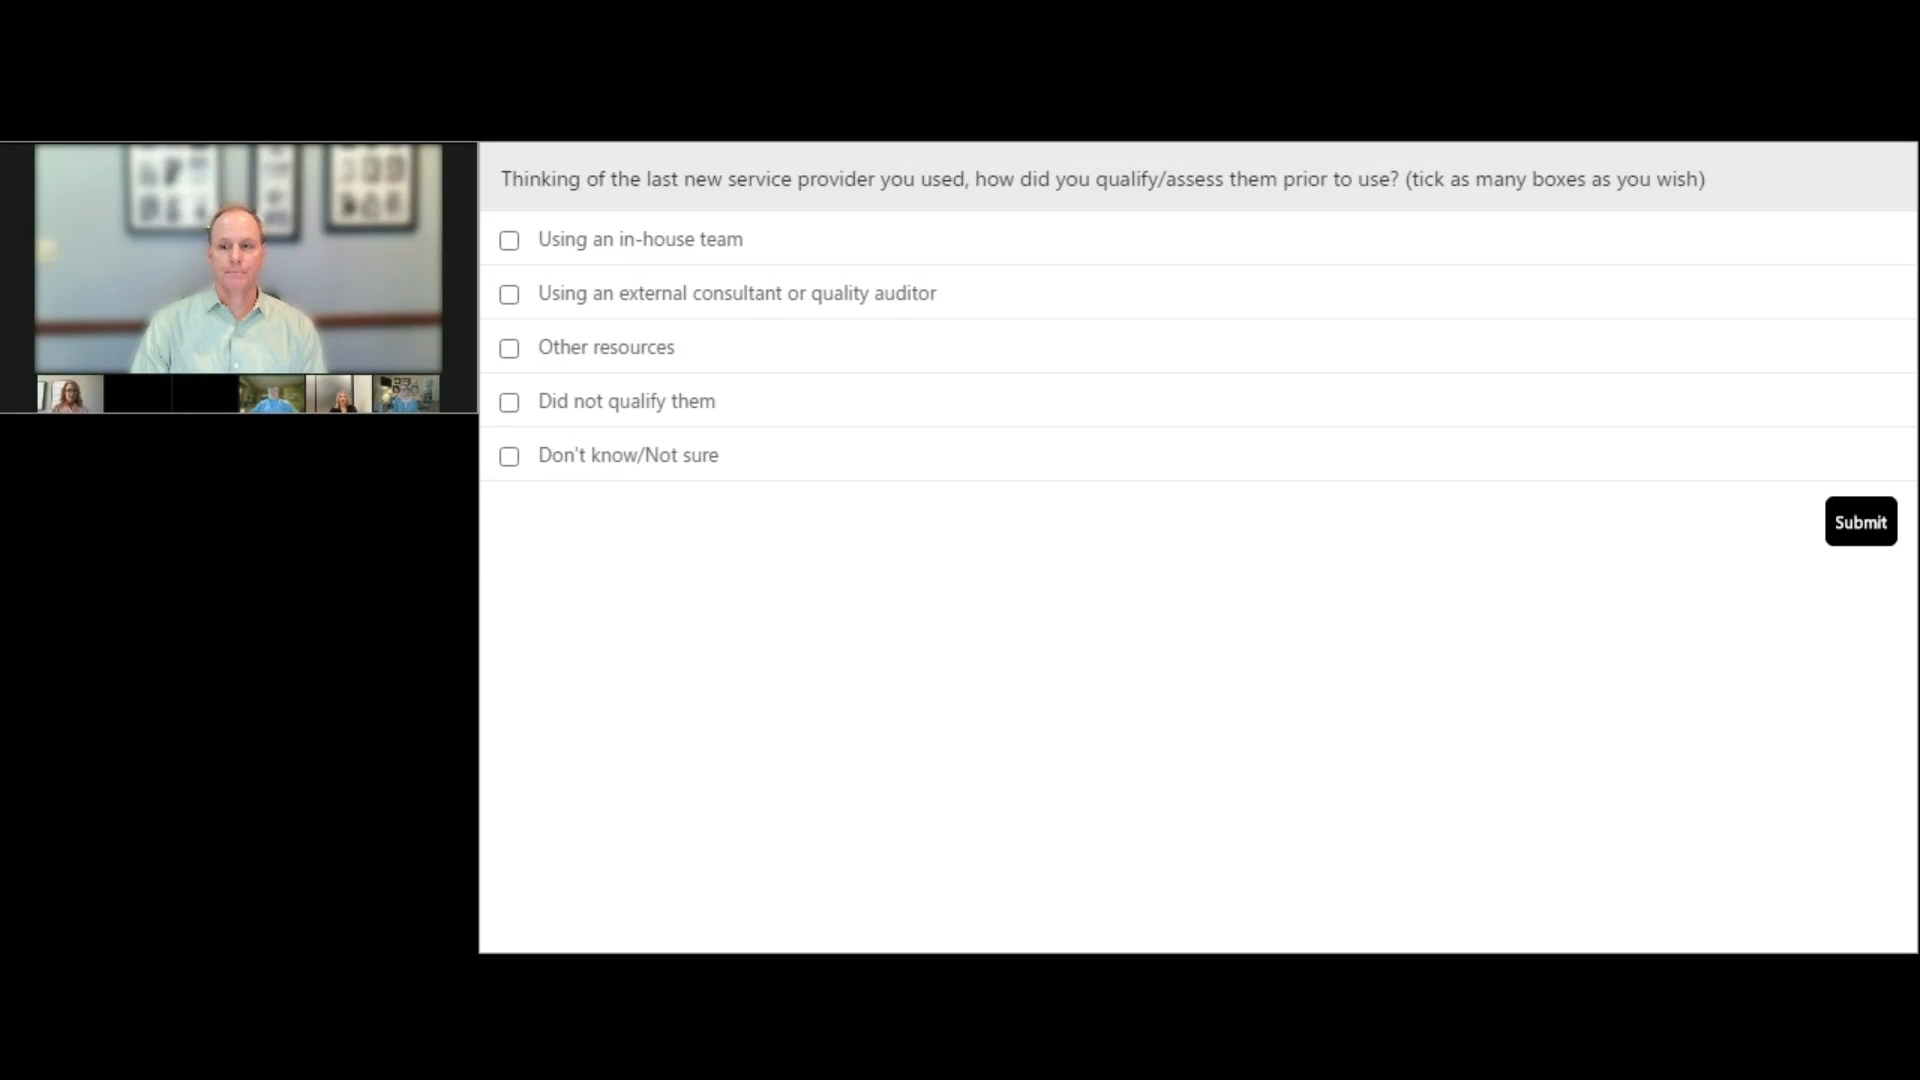 Thinking of the last new service provider you used, how did you qualify/assess them prior to use? (tick as many boxes as you wish)
Using an in-house team
Using an external consultant or quality auditor
Other resources
Did not qualify them
Don't know/Not sure
Submit